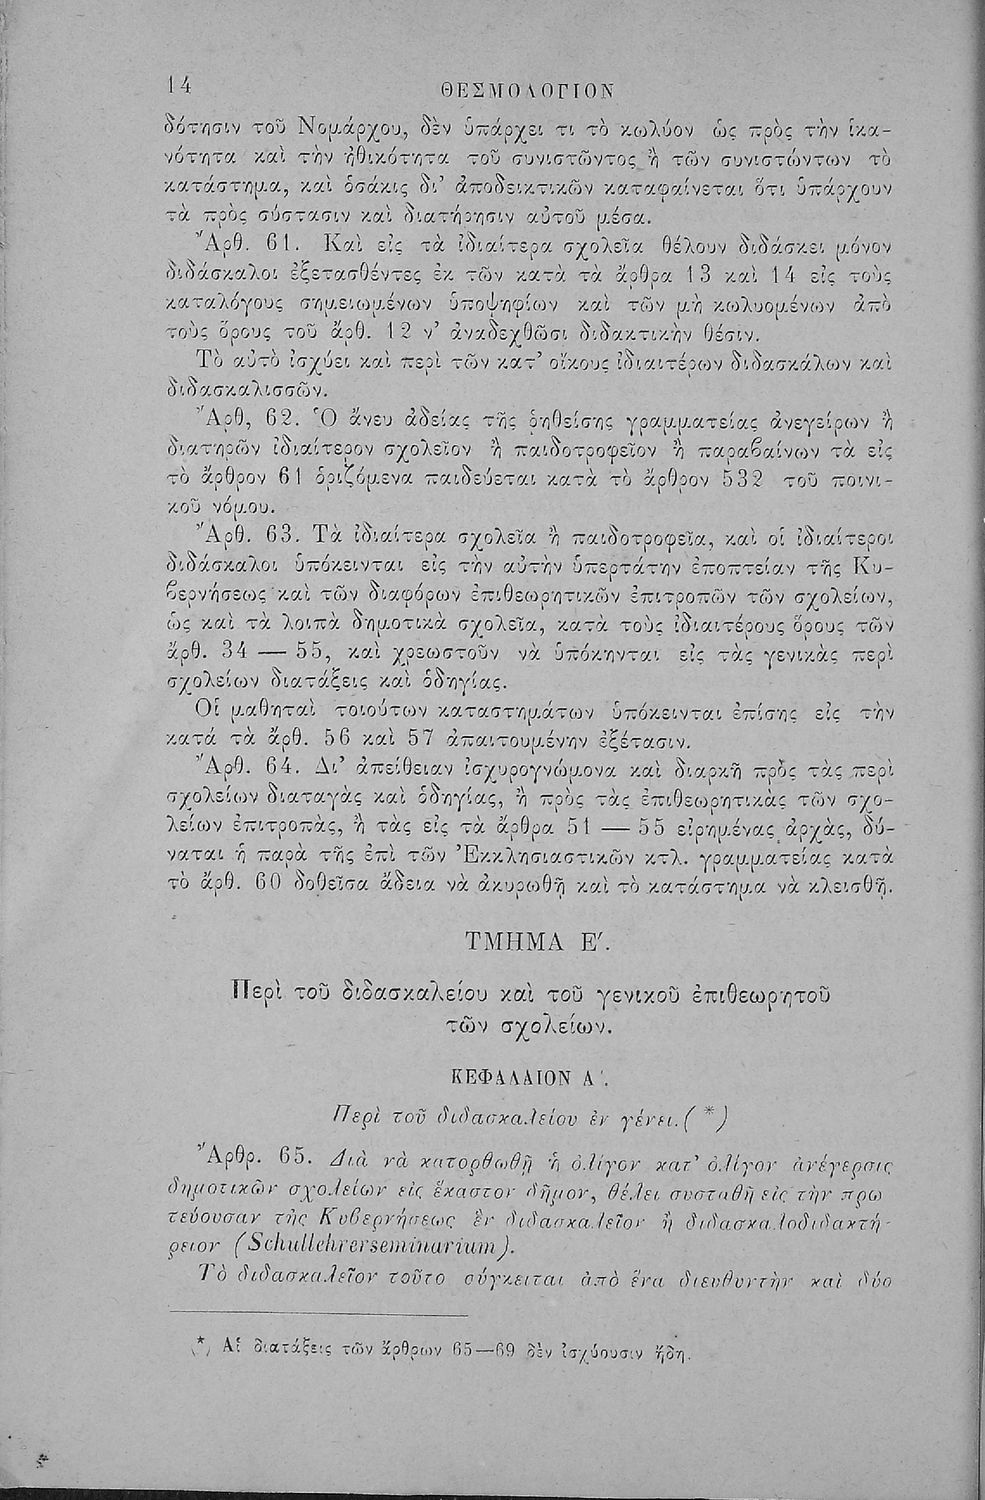 14
ΘΕΣΜΟΛΟΓΙΟΝ
δότησιν τοῦ Νομάρχου, δὲν ὑπάρχει τι τὸ κωλύον ὡς πρὸς τὴν ἱκα-
νότητα καὶ τὴν ἠθικότητα τοῦ συνιστῶντος ἢ τῶν συνιστώντων τὸ
κατάστημα, καὶ ὁσάκις δι’ ἀποδεικτικῶν καταφαίνεται ὅτι ὑπάρχουν
τὰ πρὸς σύστασιν καὶ διατήρησιν αὐτοῦ μέσα.
Ἄρθ. 61. Καὶ εἰς τὰ ἰδιαίτερα σχολεῖα θέλουν διδάσκει μόνον
διδάσκαλοι ἐξετασθέντες ἐκ τῶν κατὰ τὰ ἄρθρα 13 καὶ 14 εἰς τοὺς
καταλόγους σημειωμένων ὑποψηφίων καὶ τῶν μὴ κωλυομένων ἀπὸ
τοὺς ὅρους τοῦ ἄρθ. 12 ν’ ἀναδεχθῶσι διδακτικὴν θέσιν.
Τὸ αὐτὸ ἰσχύει καὶ περὶ τῶν κατ’ οἴκους ἰδιαιτέρων διδασκάλων καὶ
διδασκαλισσῶν.
Ἄρθ, 62. Ὁ ἄνευ ἀδείας τῆς ῥηθείσης γραμματείας ἀνεγείρων ἢ
διατηρῶν ἰδιαίτερον σχολεῖον ἢ παιδοτροφεῖον ἢ παραβαίνων τὰ εἰς
τὸ ἄρθρον 61 ὁριζόμενα παιδεύεται κατὰ τὸ ἄρθρον 532 τοῦ ποινι-
κοῦ νόμου.
Ἄρθ. 63. Τὰ ἰδιαίτερα σχολεῖα ἢ παιδοτροφεῖα, καὶ οἱ ἰδιαίτεροι
διδάσκαλοι ὑπόκεινται εἰς τὴν αὐτὴν ὑπερτάτην ἐποπτείαν τῆς Κυ-
βερνήσεως καὶ τῶν διαφόρων ἐπιθεωρητικῶν ἐπιτροπῶν τῶν σχολείων,
ὡς καὶ τὰ λοιπὰ δημοτικὰ σχολεῖα, κατὰ τοὺς ἰδιαιτέρους ὅρους τῶν
ἄρθ. 34 — 55, καὶ χρεωστοῦν νὰ ὑπόκηνται εἰς τὰς γενικὰς περὶ
σχολείων διατάξεις καὶ ὁδηγίας.
Οἱ μαθηταὶ τοιούτων καταστημάτων ὑπόκεινται ἐπίσης εἰς τὴν
κατά τὰ ἄρθ. 56 καὶ 57 ἀπαιτουμένην ἐξέτασιν.
Ἄρθ. 64. Δι’ ἀπείθειαν ἰσχυρογνώμονα καὶ διαρκῆ πρὸς τὰς περὶ
σχολείων διαταγὰς καὶ ὁδηγίας, ἢ πρὸς τὰς ἐπιθεωρητικὰς τῶν σχο-
λείων ἐπιτροπὰς, ἢ τὰς εἰς τὰ ἄρθρα 51 — 55 εἰρημένας ἀρχὰς, δύ-
ναται ἡ παρὰ τῆς ἐπὶ τῶν Ἐκκλησιαστικῶν κτλ. γραμματείας κατὰ
τὸ ἄρθ. 60 δοθεῖσα ἄδεια νὰ ἀκυρωθῇ καὶ τὸ κατάστημα νὰ κλεισθῇ.
ΤΜΗΜΑ Ε′.
Περὶ τοῦ διδασκαλείου καὶ τοῦ γενικοῦ ἐπιθεωρητοῦ
τῶν σχολείων.
ΚΕΦΑΛΑΙΟΝ Α′.
Περὶ τοῦ διδασκαλείου ἐν γένει. ( * )
Ἄρθρ. 65. Διὰ νὰ κατορθωθῇ ἡ ὀλίγον κατ’ ὀλίγον ἀνέγερσις
δημοτικῶν σχολείων εἰς ἕκαστον δῆμον, θέλει συσταθῆ εἰς τὴν πρω
τεύουσαν τῆς Κυβερνήσεως ἓν διδασκαλεῖον ἢ διδασκαλοδιδακτή-
ρειον (Schullehrerseminarium).
Τὸ διδασκαλεῖον τοῦτο σύγκειται ἀπὸ ἕνα διευθυντὴν καὶ δύο
(*) Αἱ διατάξεις τῶν ἄρθρων 65—69 δὲν ἰσχύουσιν ἤδη.